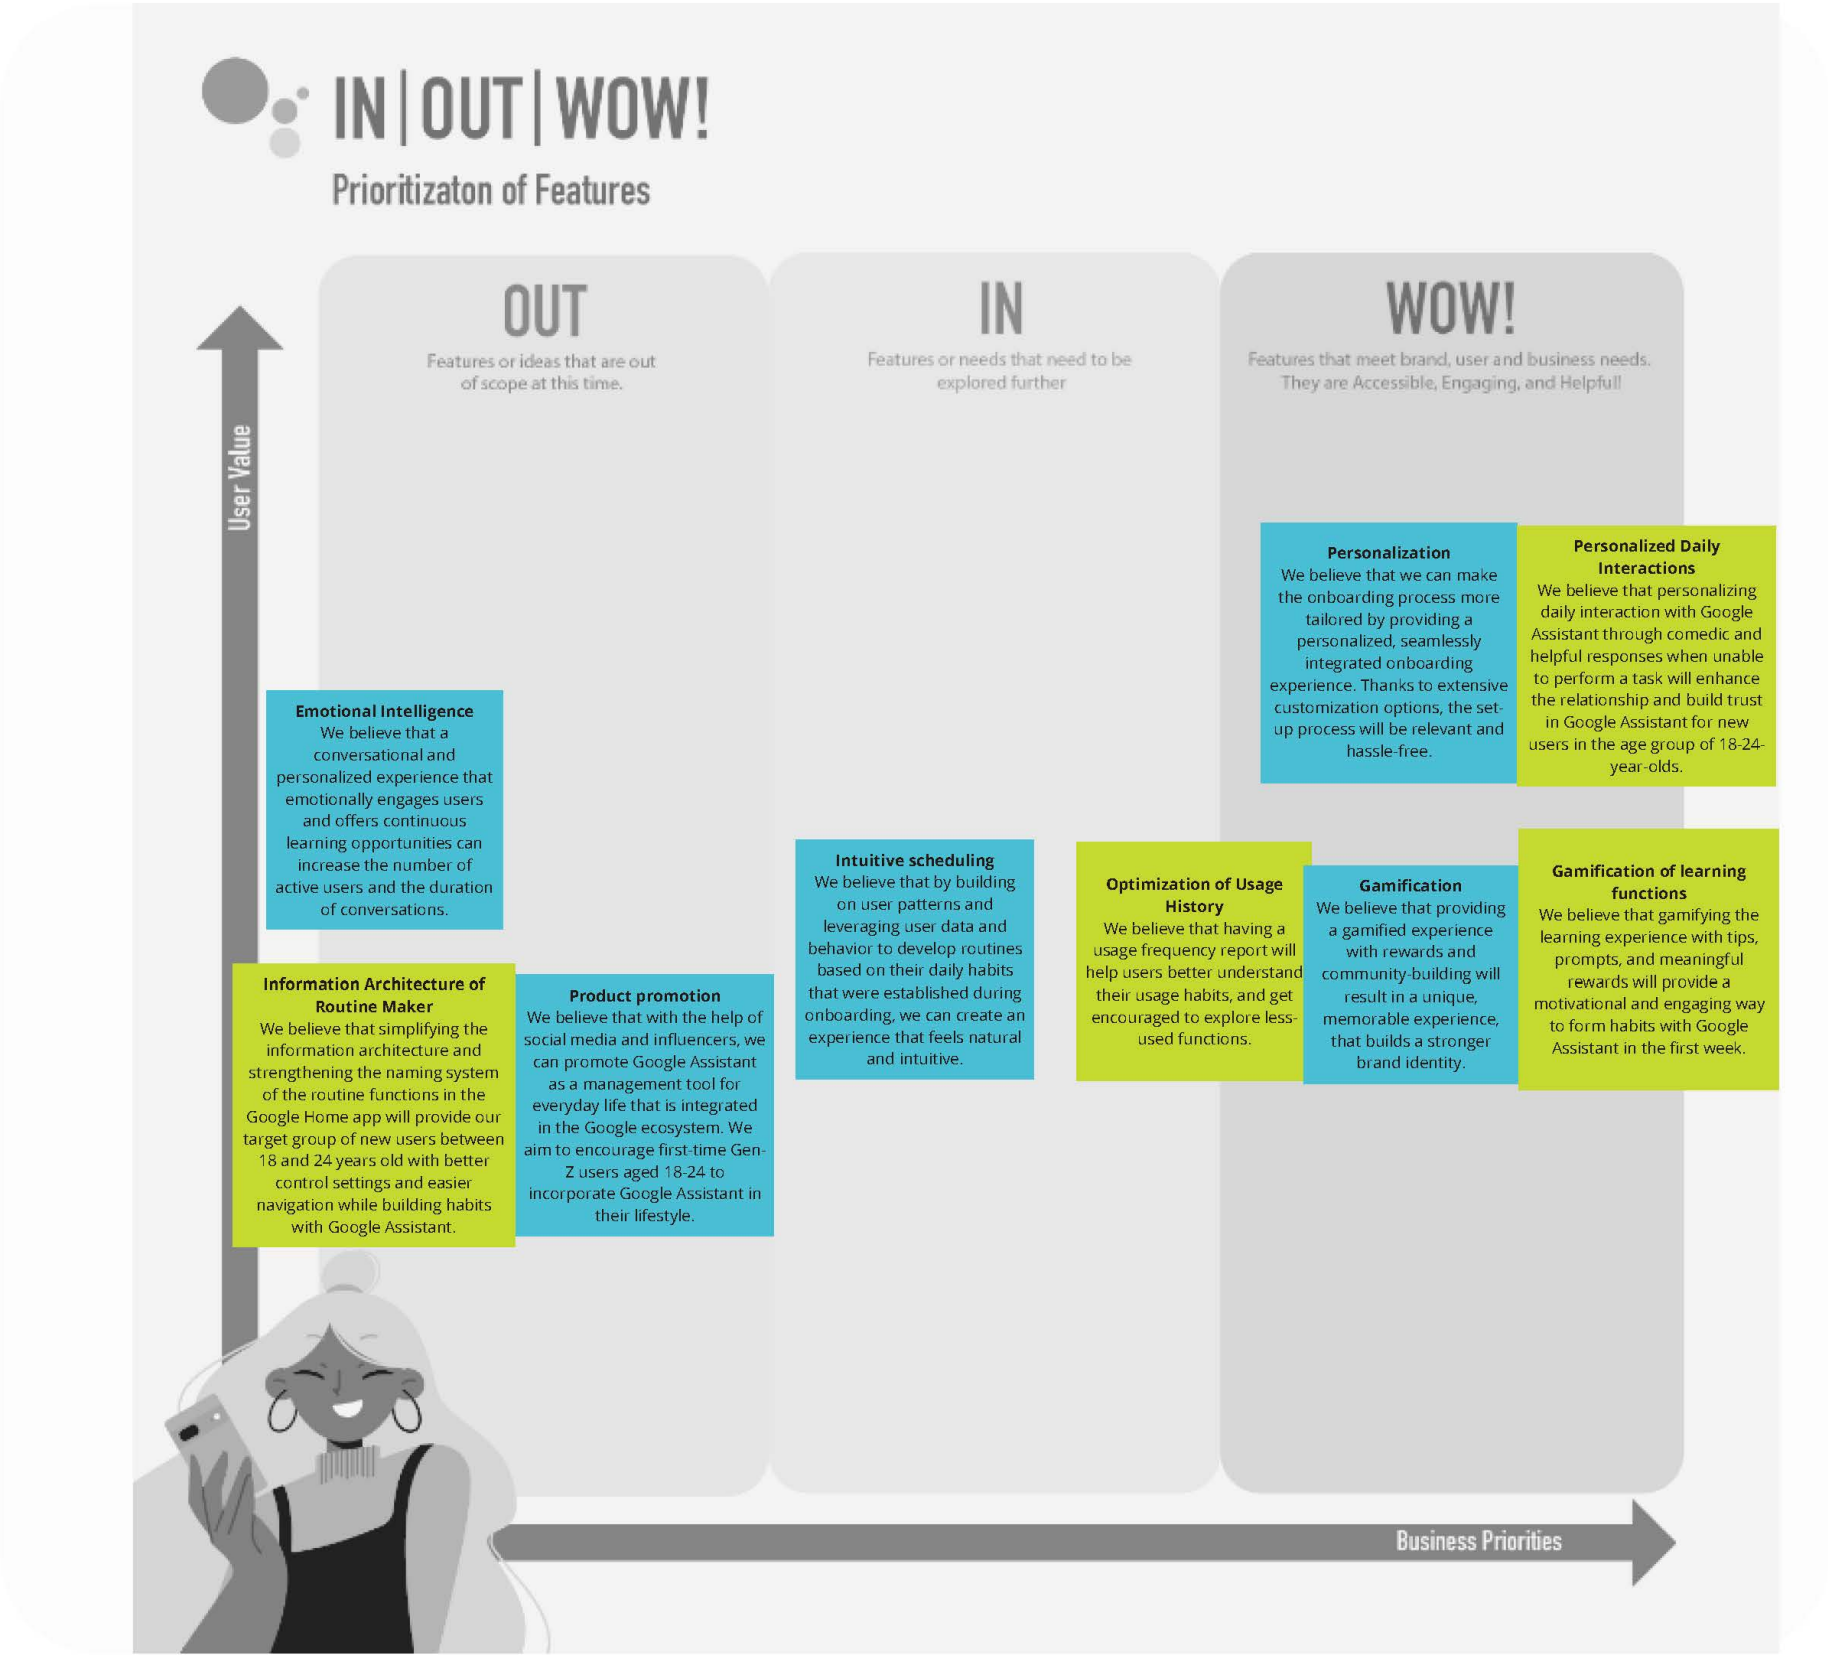 IN|OUT|WOW!
Prioritizaton of Features
OUT
Features or ideas that are out
of scope at this time.
IN
Features or needs that need to be
explored further
WOW!
Features that meet brand, user and business needs.
They are Accessible, Engaging, and Helpful!
User Value
Emotional Intelligence
We believe that a
conversational and
personalized experience that
emotionally engages users
and offers continuous
learning opportunities can
increase the number of
active users and the duration
of conversations.
Information Architecture of
Routine Maker
We believe that simplifying the
information architecture and
strengthening the naming system
of the routine functions in the
Google Home app will provide our
target group of new users between
18 and 24 years old with better
control settings and easier
navigation while building habits
with Google Assistant.
Product promotion
We believe that with the help of
social media and influencers, we
can promote Google Assistant
as a management tool for
everyday life that is integrated
in the Google ecosystem. We
aim to encourage first-time Gen-
Z users aged 18-24 to
incorporate Google Assistant in
their lifestyle.
Intuitive scheduling
We believe that by building
on user patterns and
leveraging user data and
behavior to develop routines
based on their daily habits
that were established during
onboarding, we can create an
experience that feels natural
and intuitive.
Optimization of Usage
History
We believe that having a
usage frequency report will
help users better understand
their usage habits, and get
encouraged to explore less-
used functions.
Personalization
We believe that we can make
the onboarding process more
tailored by providing a
personalized, seamlessly
integrated onboarding
experience. Thanks to extensive
customization options, the set-
up process will be relevant and
hassle-free.
Personalized Daily
Interactions
We believe that personalizing
daily interaction with Google
Assistant through comedic and
helpful responses when unable
to perform a task will enhance
the relationship and build trust
in Google Assistant for new
users in the age group of 18-24-
year-olds.
Gamification
We believe that providing
a gamified experience
with rewards and
community-building will
result in a unique,
memorable experience,
that builds a stronger
brand identity.
Gamification of learning
functions
We believe that gamifying the
learning experience with tips,
prompts, and meaningful
rewards will provide a
motivational and engaging way
to form habits with Google
Assistant in the first week.
Business Priorities